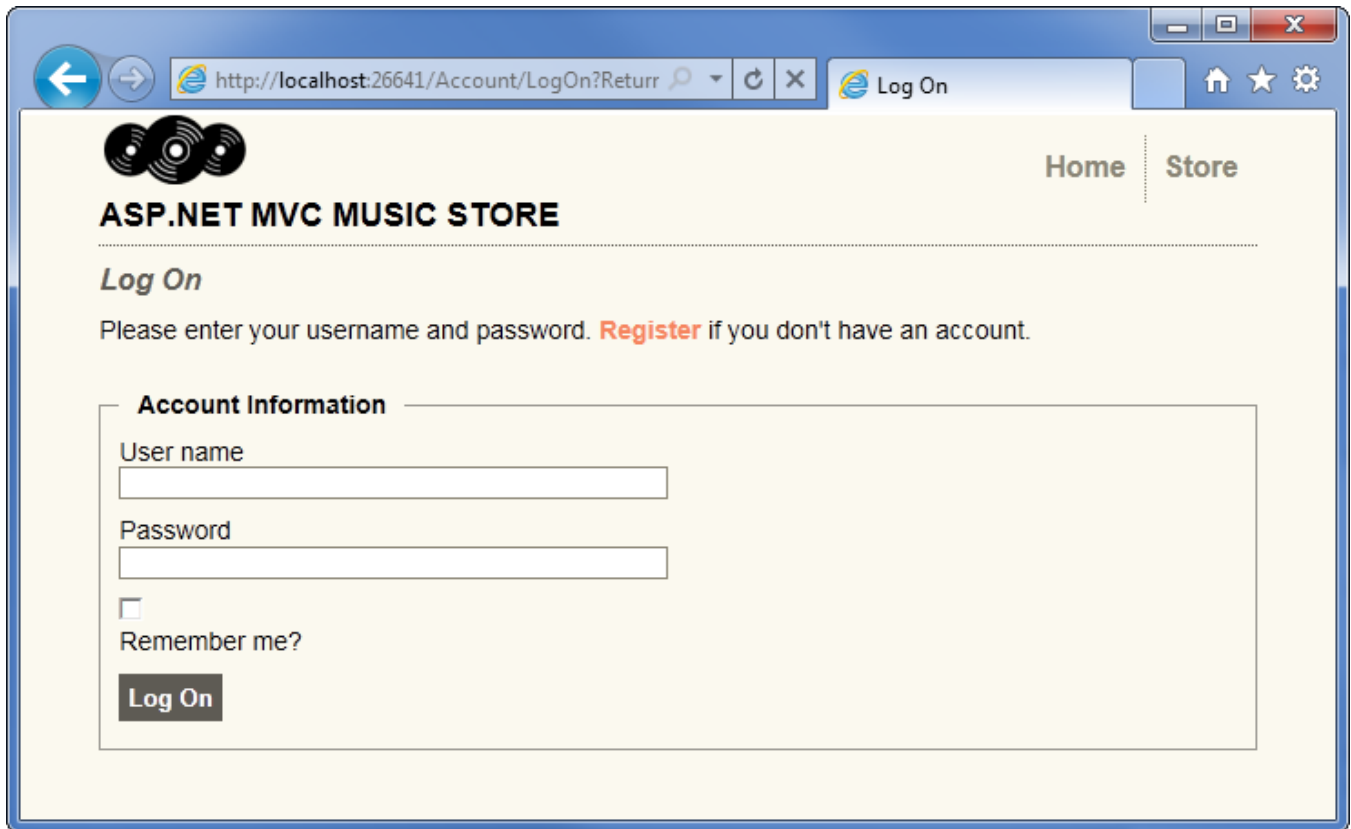 http://localhost:26641/Account/LogOn?Returr
Log On
Home
Store
ASP.NET MVC MUSIC STORE
Log On
Please enter your username and password. Register if you don't have an account.
Account Information
User name
Password
Remember me?
Log On